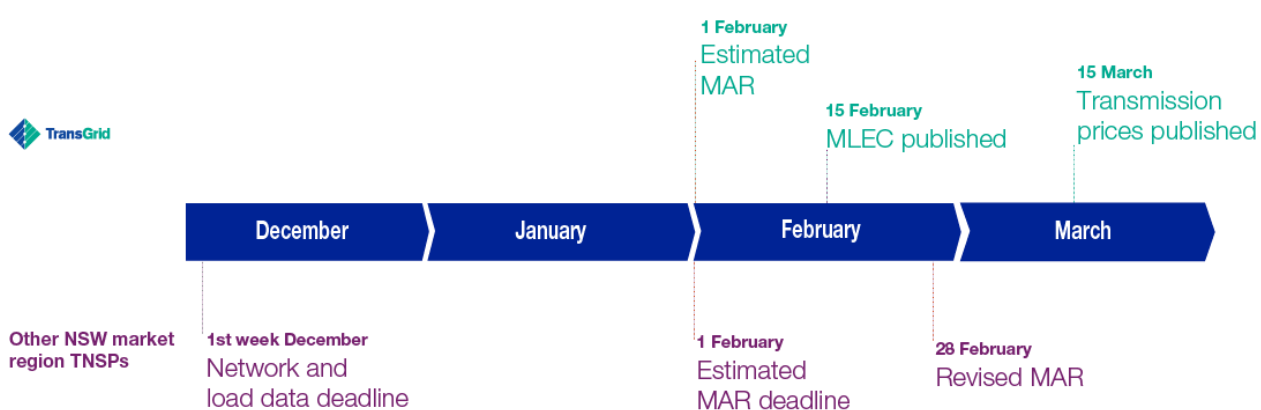 1 February
Estimated
MAR
15 February
MLEC published
15 March
Transmission
prices published
TransGrid
December
January
February
March
Other NSW market
region TNSPs
1st week December
Network and
load data deadline
1 February
Estimated
MAR deadline
28 February
Revised MAR